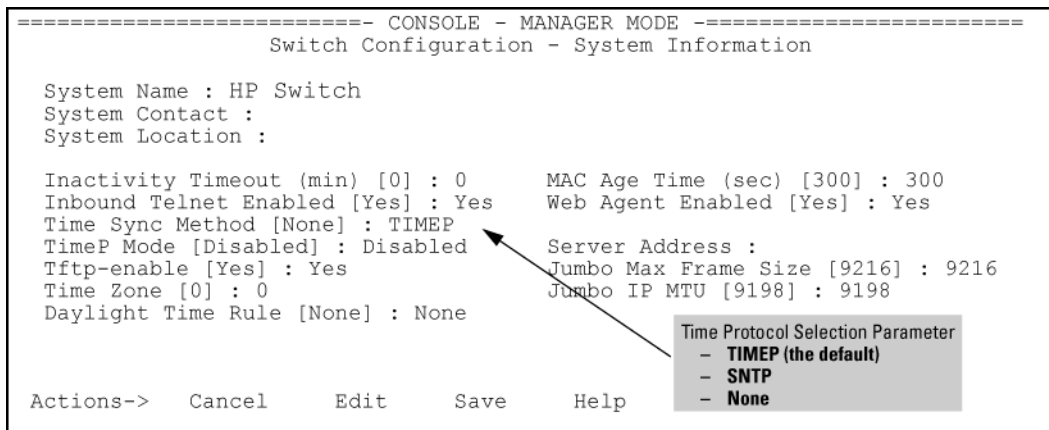 ===========================- CONSOLE - MANAGER MODE -=========================
Switch Configuration - System Information
System Name : HP Switch
System Contact :
System Location :
Inactivity Timeout (min) [0] : 0 MAC Age Time (sec) [300] : 300
Inbound Telnet Enabled [Yes] : Yes Web Agent Enabled [Yes] : Yes
Time Sync Method [None] : TIMEP
TimeP Mode [Disabled] : Disabled Server Address :
Tftp-enable [Yes] : Yes Jumbo Max Frame Size [9216] : 9216
Time Zone [0] : 0 Jumbo IP MTU [9198] : 9198
Daylight Time Rule [None] : None
Time Protocol Selection Parameter
– TIMEP (the default)
– SNTP
– None
Actions-> Cancel Edit Save Help